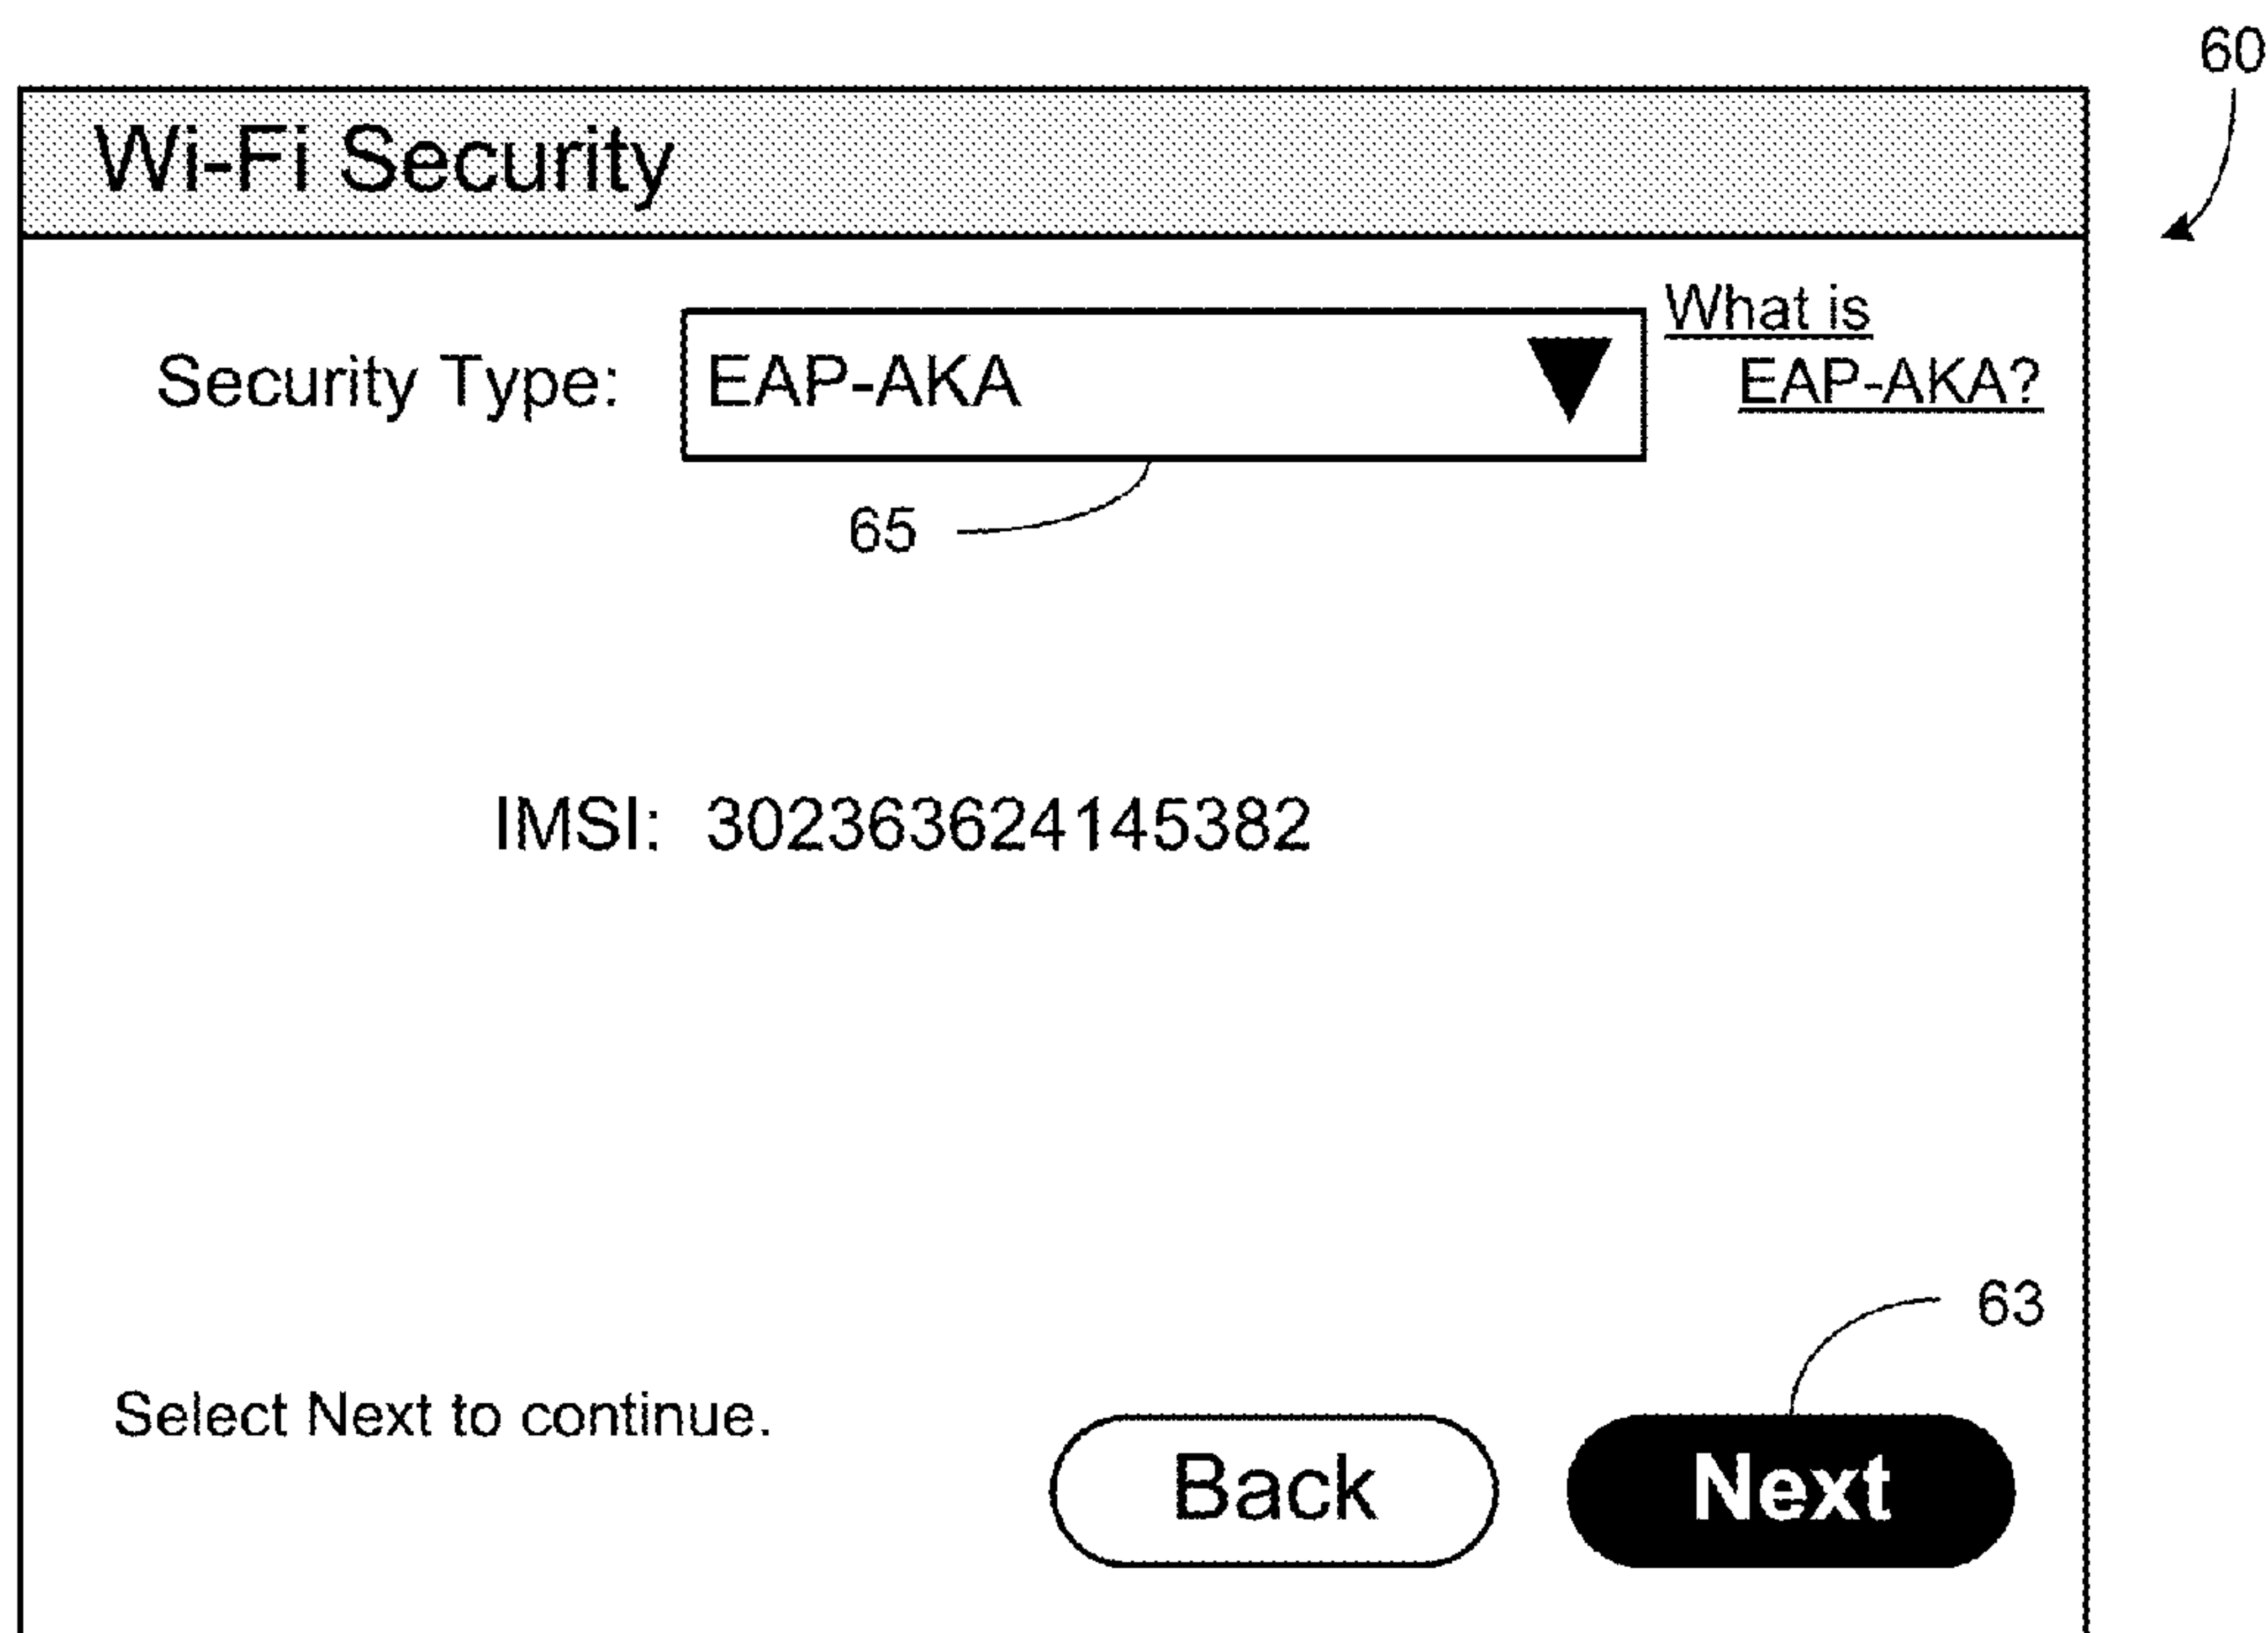 60
Wi-Fi Security
What is
Security Type: EAP-AKA EAP-AKA?
65
IMSI: 302363624145382
63
Select Next to continue.
Back Next